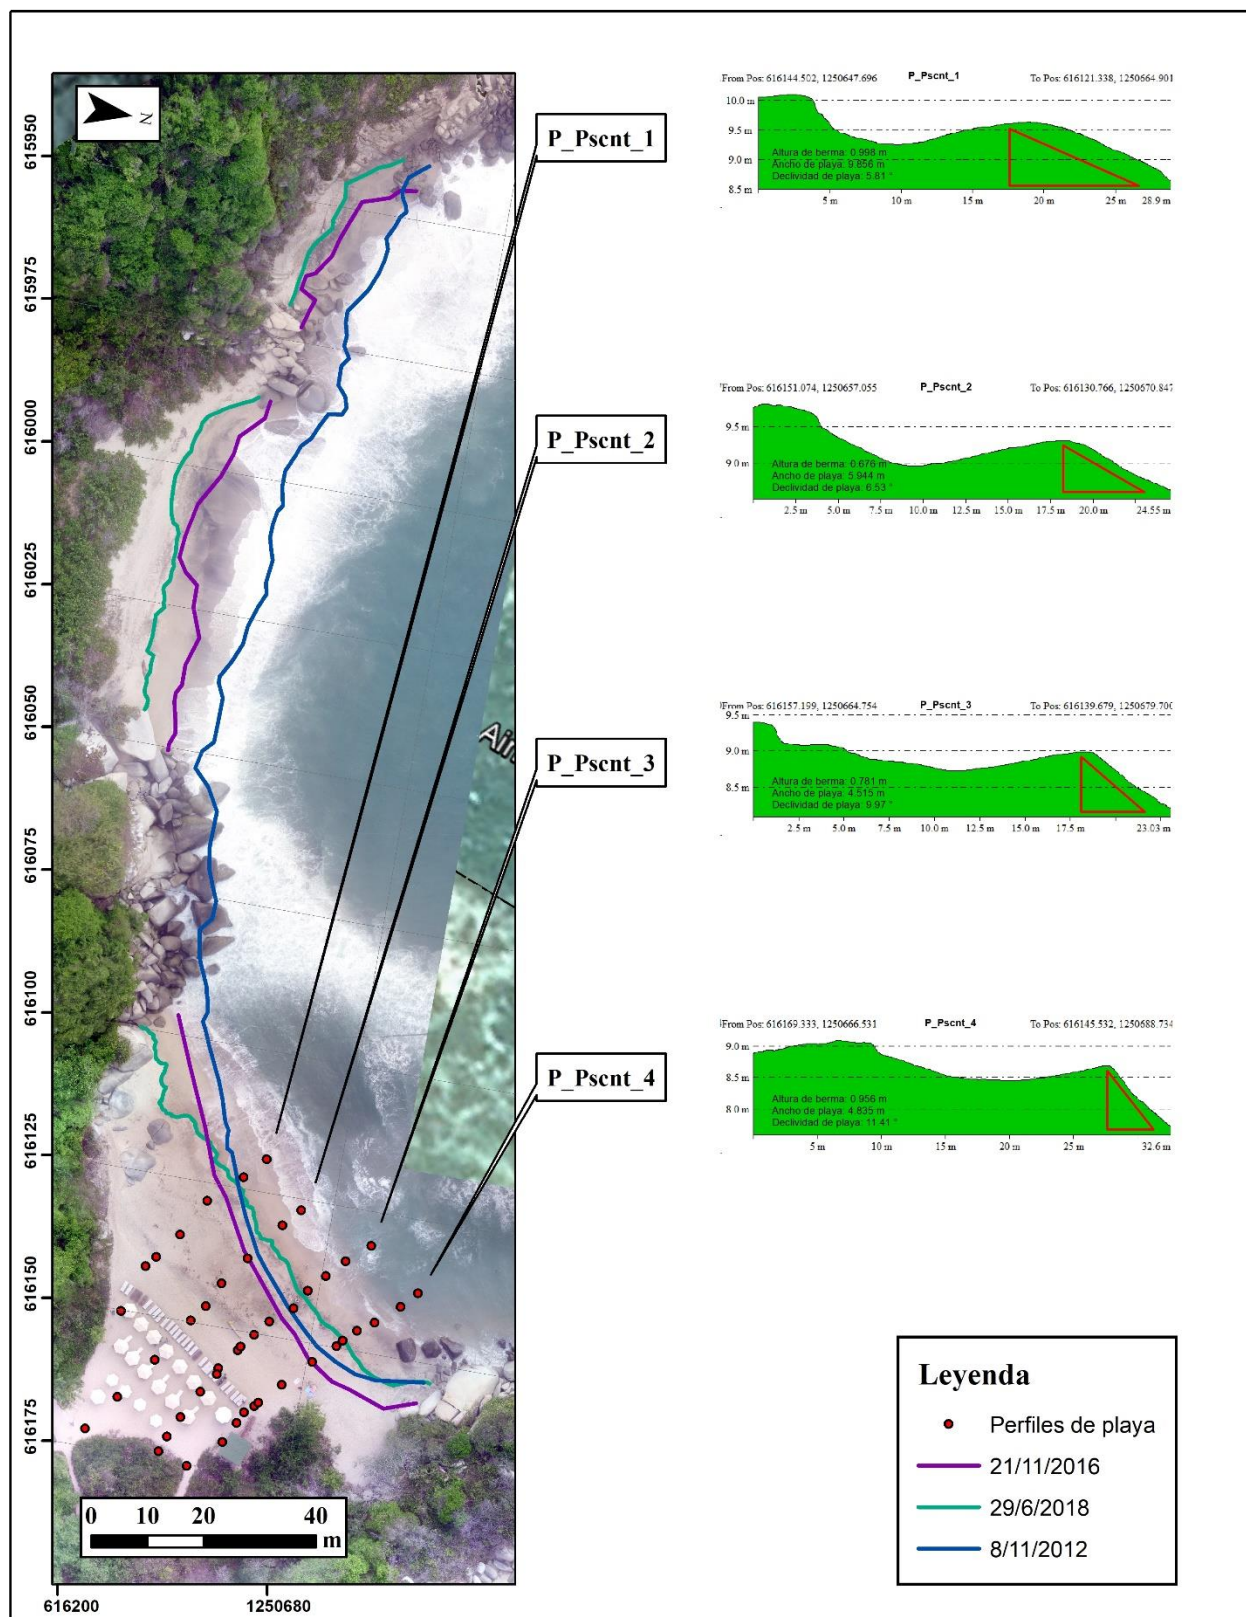 N
615950
615975
616000
616025
616050
616075
616100
616125
616150
616175
616200
1250680
0 10 20 40
m
P_Pscnt_1
P_Pscnt_2
P_Pscnt_3
P_Pscnt_4
From Pos: 616144.502, 1250647.696 P_Pscnt_1 To Pos: 616121.338, 1250664.901
10.0 m
9.5 m
9.0 m
8.5 m
Altura de berma: 0.998 m
Ancho de playa: 9.856 m
Declividad de playa: 5.81 °
5 m 10 m 15 m 20 m 25 m 28.9 m
From Pos: 616151.074, 1250657.055 P_Pscnt_2 To Pos: 616130.766, 1250670.847
9.5 m
9.0 m
Altura de berma: 0.676 m
Ancho de playa: 5.944 m
Declividad de playa: 6.53 °
2.5 m 5.0 m 7.5 m 10.0 m 12.5 m 15.0 m 17.5 m 20.0 m 24.55 m
From Pos: 616157.199, 1250664.754 P_Pscnt_3 To Pos: 616139.679, 1250679.700
9.5 m
9.0 m
8.5 m
Altura de berma: 0.781 m
Ancho de playa: 4.515 m
Declividad de playa: 9.97 °
2.5 m 5.0 m 7.5 m 10.0 m 12.5 m 15.0 m 17.5 m 23.03 m
From Pos: 616169.333, 1250666.531 P_Pscnt_4 To Pos: 616145.532, 1250688.734
9.0 m
8.5 m
8.0 m
Altura de berma: 0.956 m
Ancho de playa: 4.835 m
Declividad de playa: 11.41 °
5 m 10 m 15 m 20 m 25 m 32.6 m
Leyenda
Perfiles de playa
21/11/2016
29/6/2018
8/11/2012